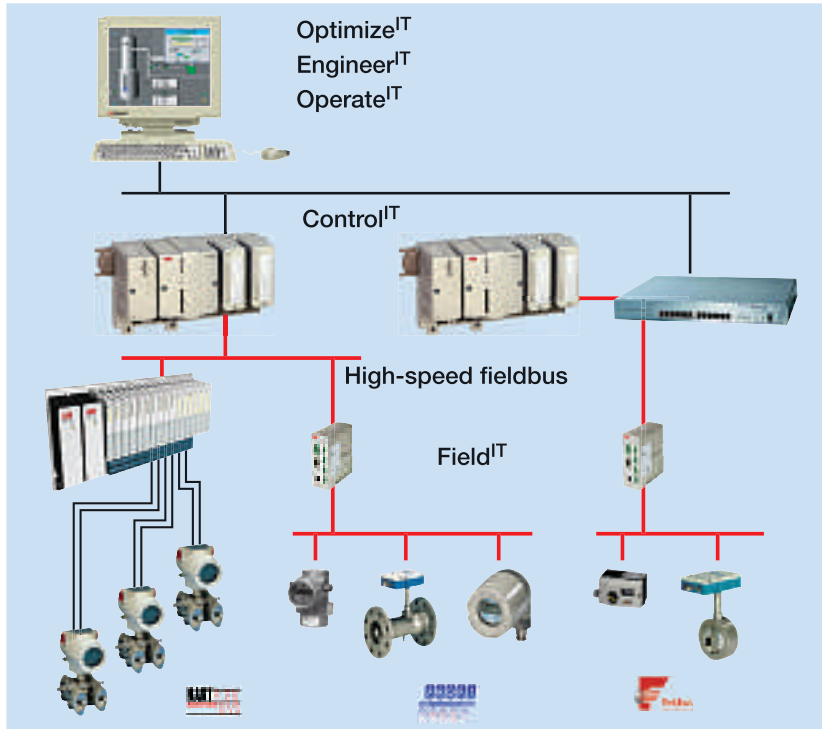 Optimize^IT
Engineer^IT
Operate^IT
Control^IT
High-speed fieldbus
Field^IT